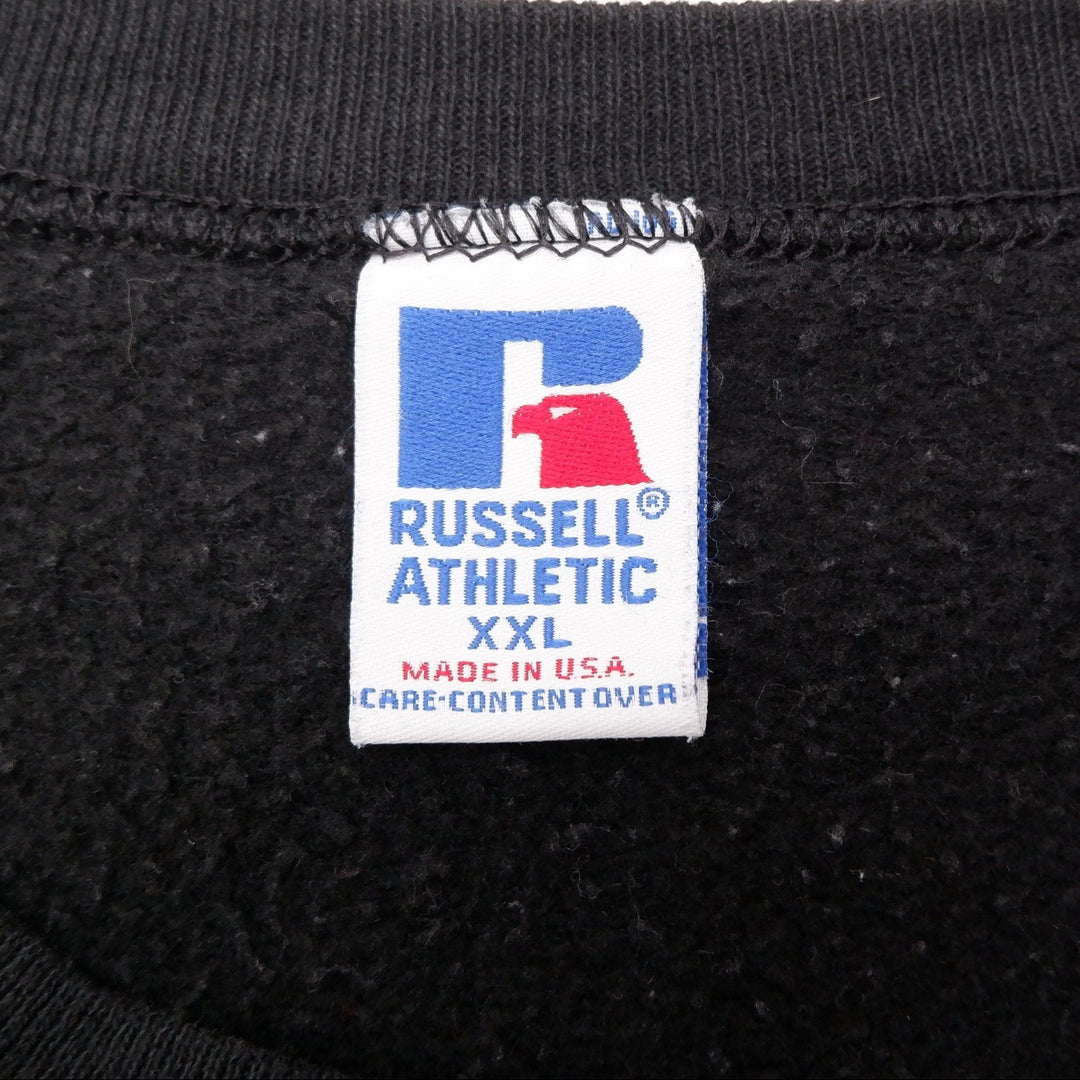 RUSSELL®
ATHLETIC
XXL
MADE IN U.S.A.
CARE-CONTENT OVER